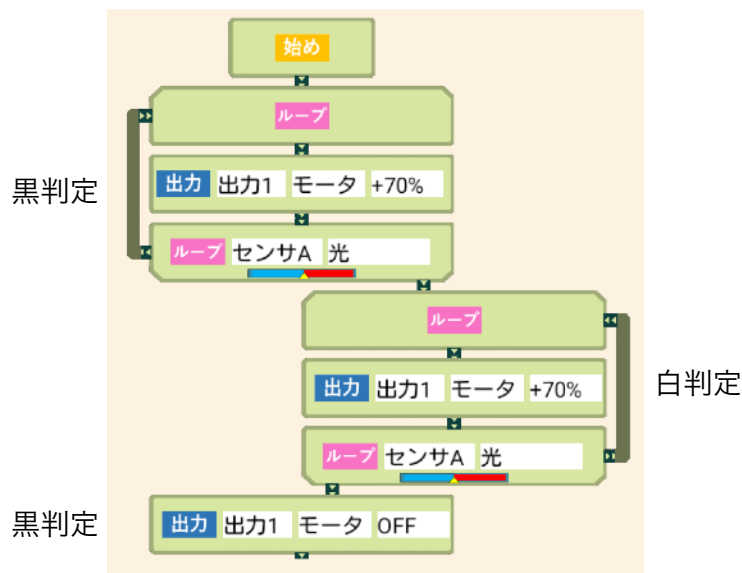 始め
ループ
黒判定
出力 出力1 モータ +70%
ループ センサA 光
ループ
出力 出力1 モータ +70%
白判定
ループ センサA 光
黒判定
出力 出力1 モータ OFF